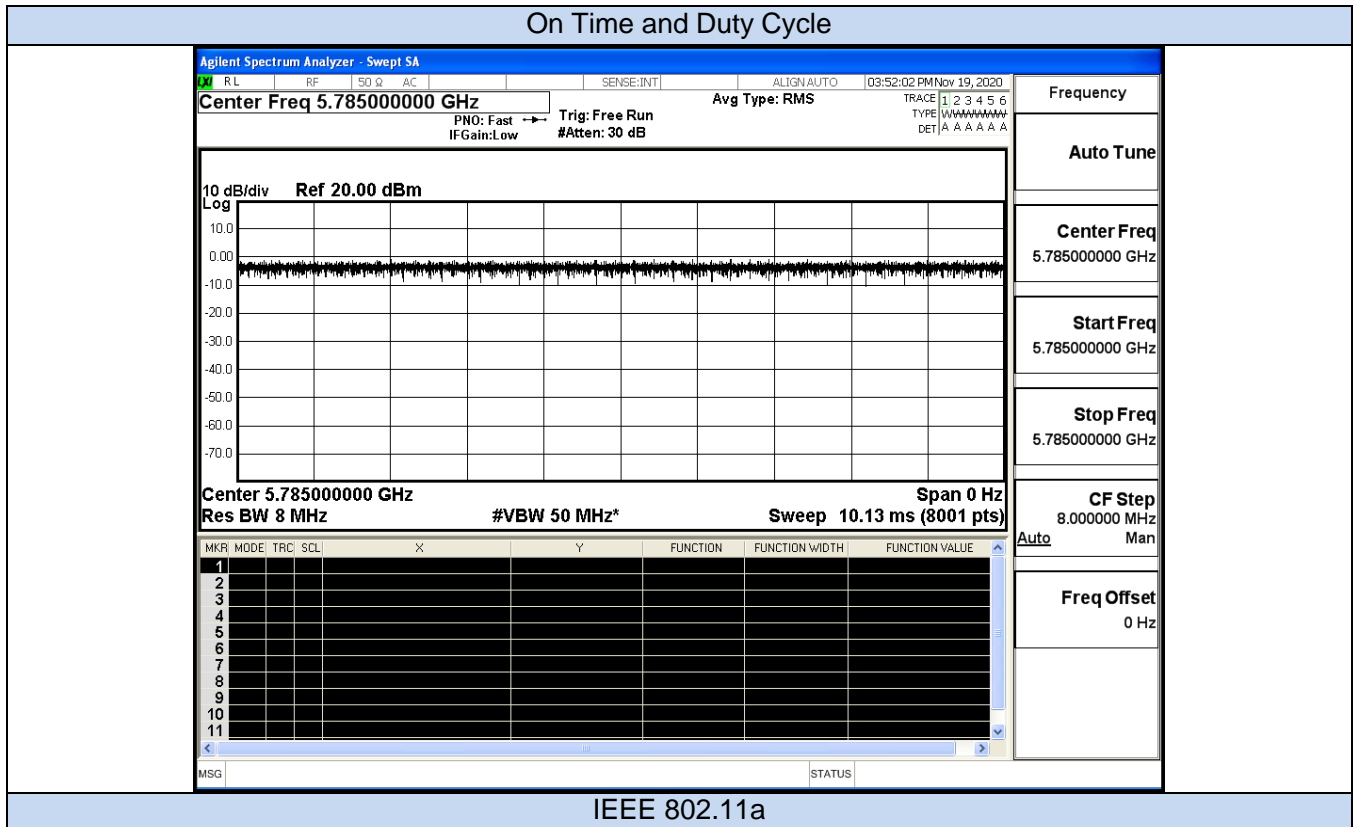 On Time and Duty Cycle
Agilent Spectrum Analyzer - Swept SA
LXI RL RF 50 Ω AC SENSE:INT ALIGN AUTO 03:52:02 PM Nov 19, 2020
Center Freq 5.785000000 GHz
PNO: Fast
IFGain:Low
Trig: Free Run
#Atten: 30 dB
Avg Type: RMS
TRACE 1 2 3 4 5 6
TYPE WWWWWW
DET A A A A A A
10 dB/div Ref 20.00 dBm
Log
10.0
0.00
-10.0
-20.0
-30.0
-40.0
-50.0
-60.0
-70.0
Center 5.785000000 GHz Span 0 Hz
Res BW 8 MHz #VBW 50 MHz* Sweep 10.13 ms (8001 pts)
MKR MODE TRC SCL X Y FUNCTION FUNCTION WIDTH FUNCTION VALUE
1
2
3
4
5
6
7
8
9
10
11
MSG STATUS
Frequency
Auto Tune
Center Freq
5.785000000 GHz
Start Freq
5.785000000 GHz
Stop Freq
5.785000000 GHz
CF Step
8.000000 MHz
Auto Man
Freq Offset
0 Hz
IEEE 802.11a